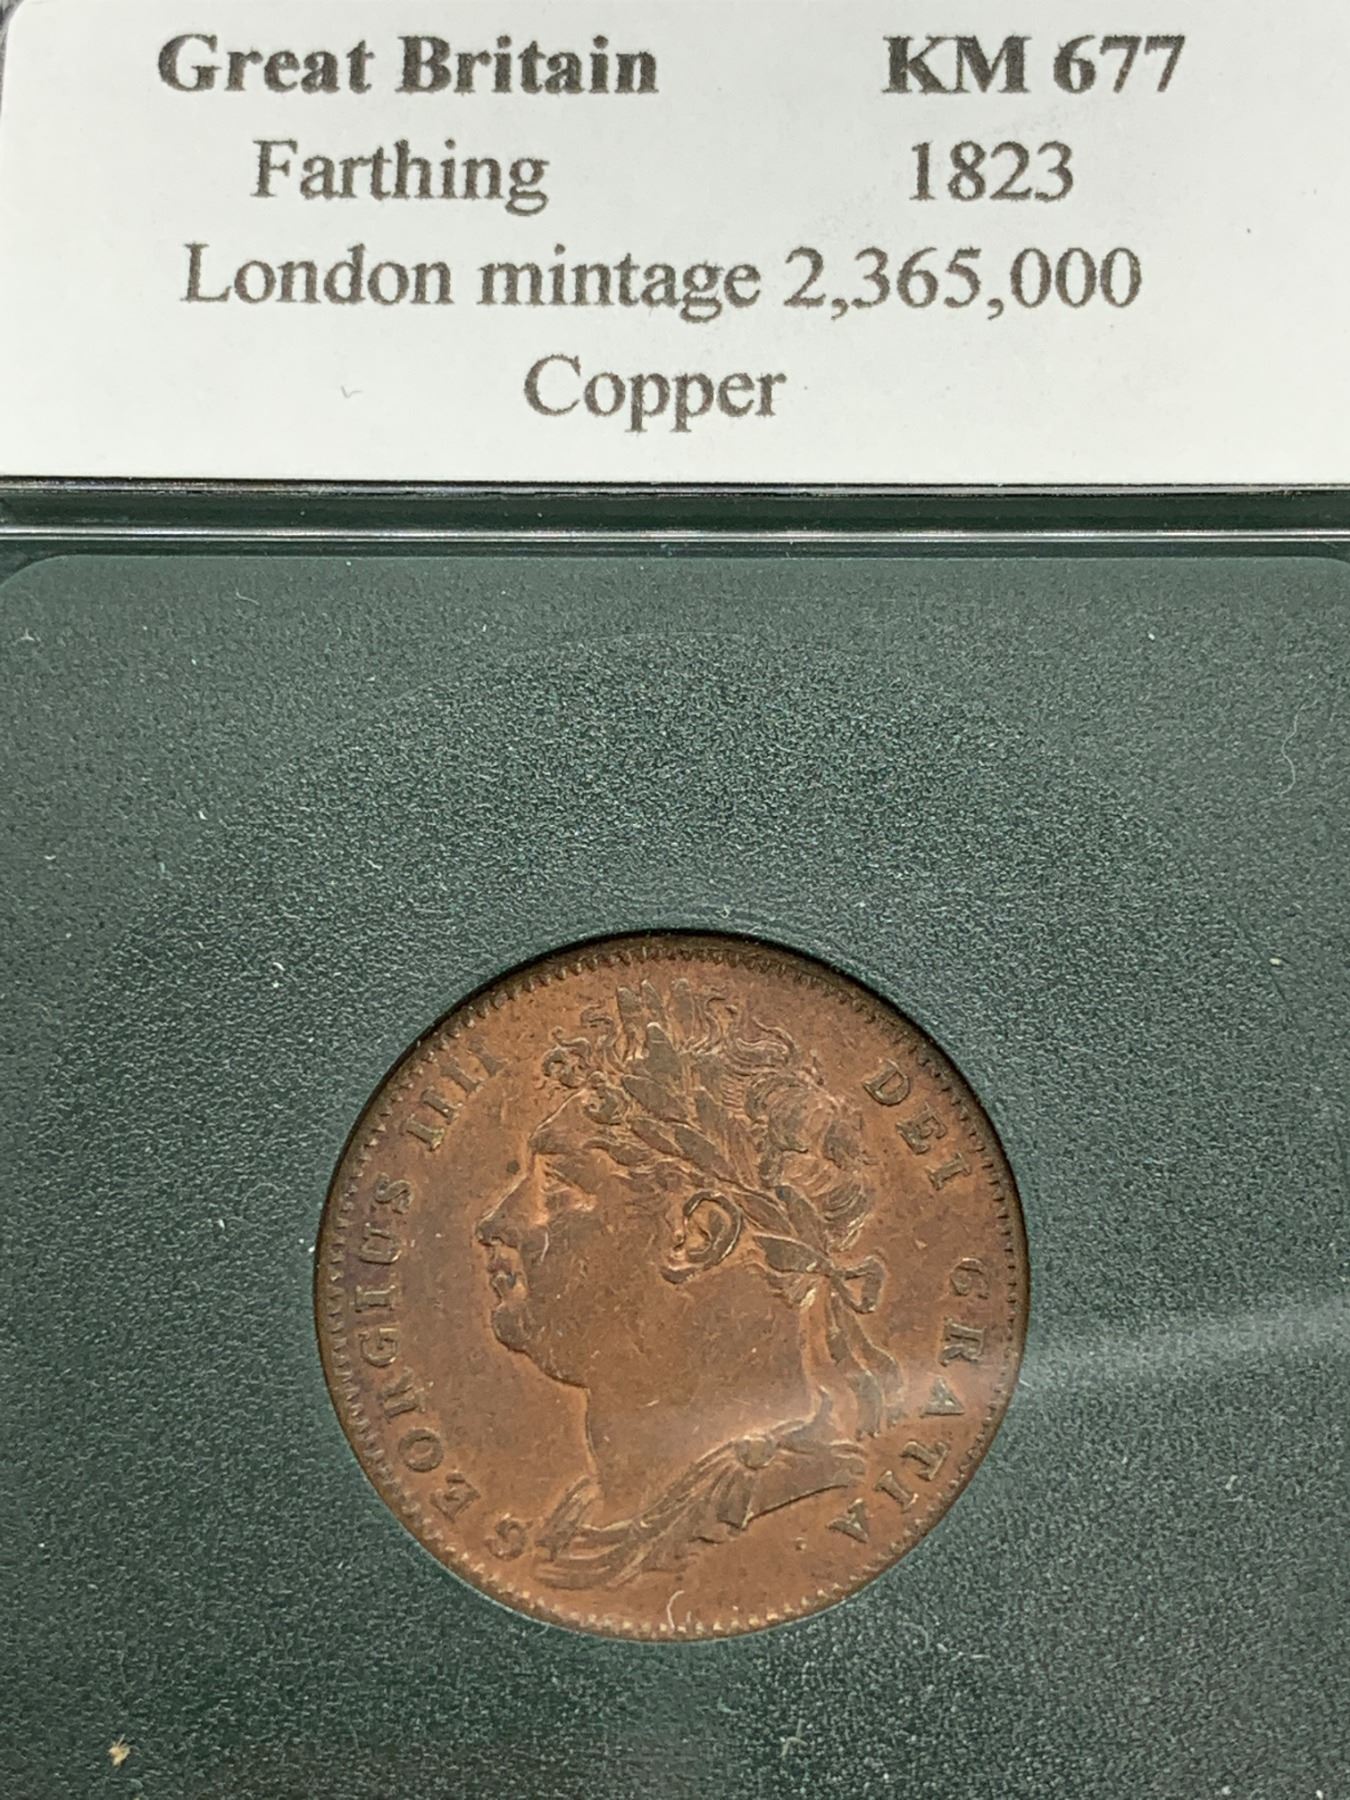 Great Britain KM 677
Farthing 1823
London mintage 2,365,000
Copper
GEORGIUS IIII DEI GRATIA